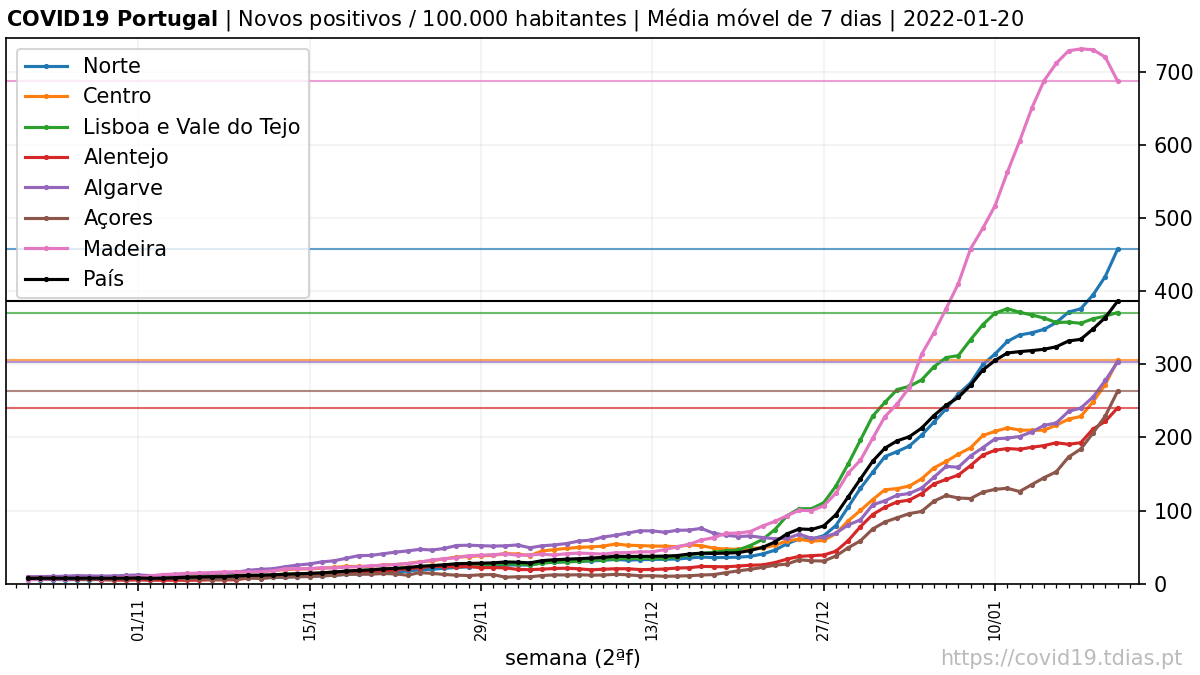 COVID19 Portugal | Novos positivos / 100.000 habitantes | Média móvel de 7 dias | 2022-01-20
Norte
Centro
Lisboa e Vale do Tejo
Alentejo
Algarve
Açores
Madeira
País
700
600
500
400
300
200
100
0
01/11
15/11
29/11
13/12
27/12
10/01
semana (2ªf)
https://covid19.tdias.pt